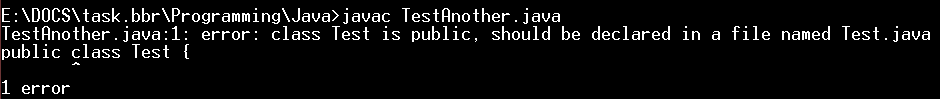 E:\DOCS\task.bbr\Programming\Java>javac TestAnother.java
TestAnother.java:1: error: class Test is public, should be declared in a file named Test.java
public class Test {
       ^
1 error